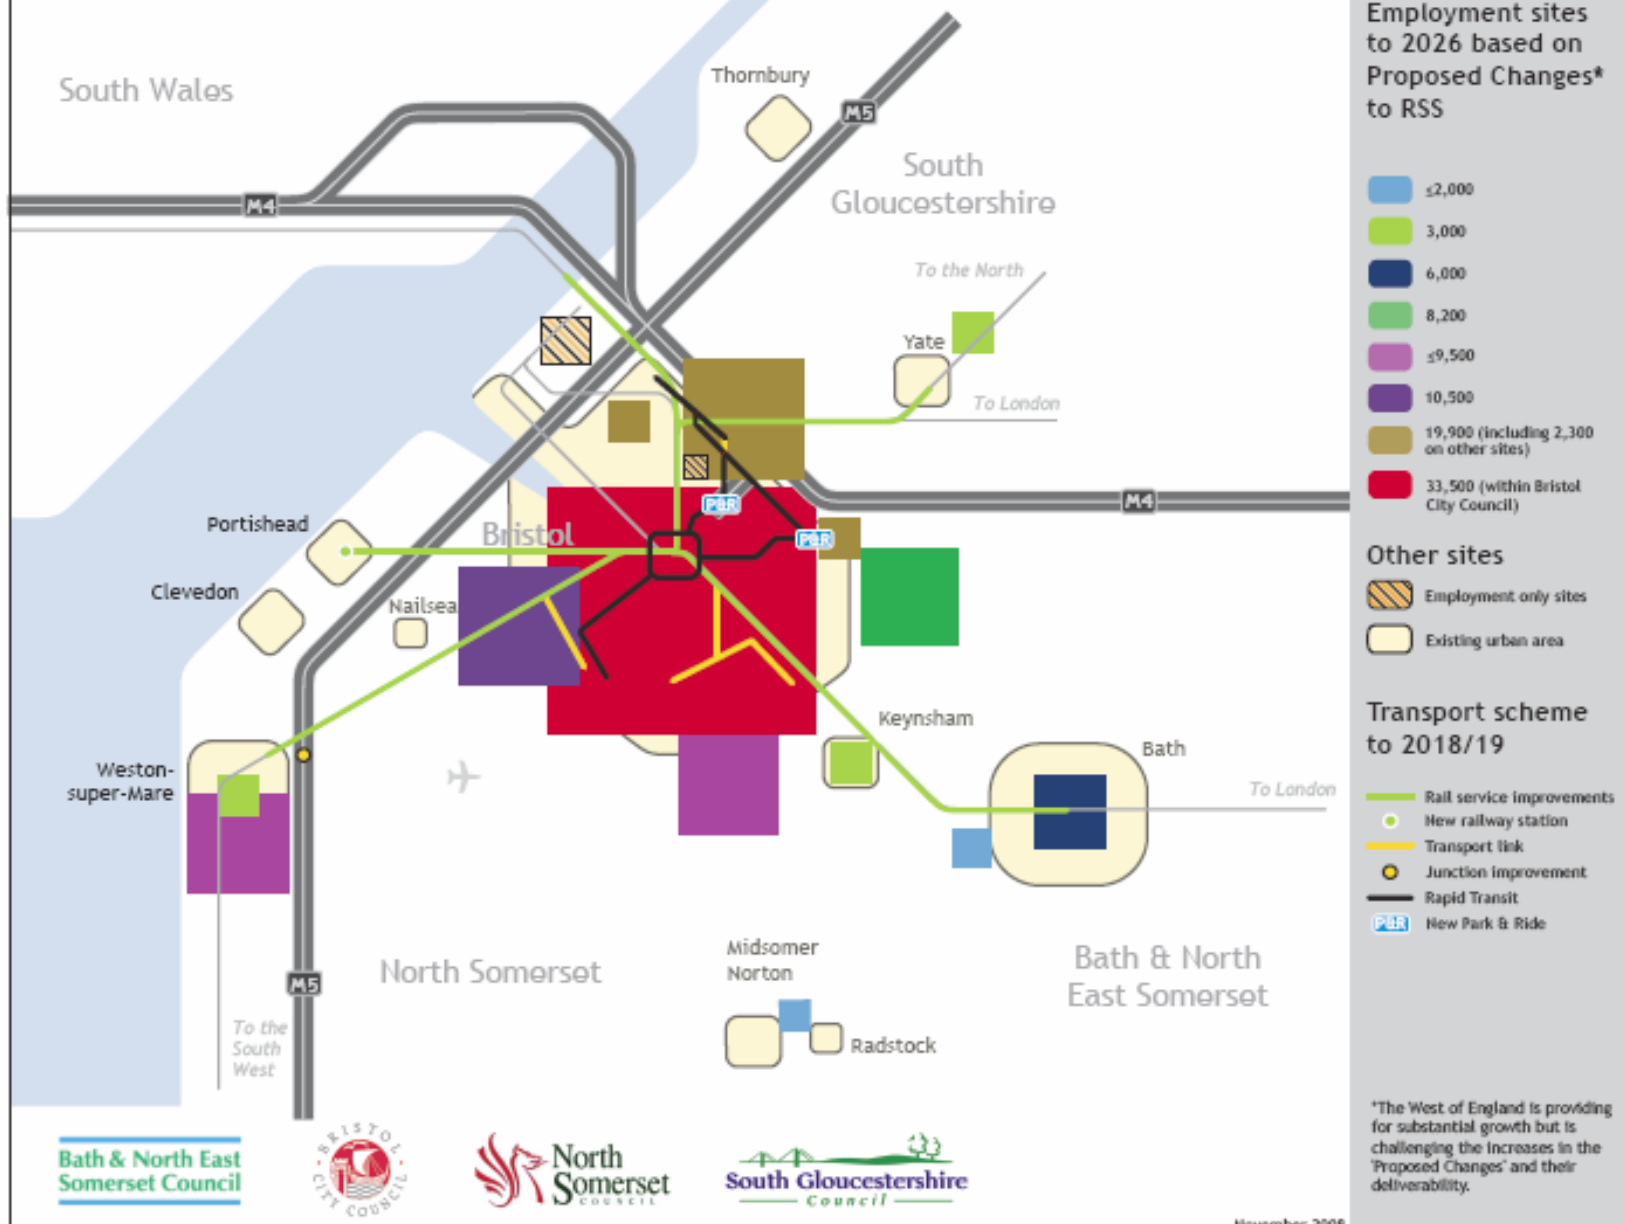 South Wales
Thornbury
M5
South
Gloucestershire
M4
To the North
Yate
To London
M4
P&R
Portishead
Bristol
P&R
Clevedon
Nailsea
Keynsham
Bath
Weston-
super-Mare
To London
Midsomer
Norton
North Somerset
Bath & North
East Somerset
M5
To the
South
West
Radstock
Employment sites
to 2026 based on
Proposed Changes*
to RSS
≤2,000
3,000
6,000
8,200
≤9,500
10,500
19,900 (including 2,300
on other sites)
33,500 (within Bristol
City Council)
Other sites
Employment only sites
Existing urban area
Transport scheme
to 2018/19
Rail service improvements
New railway station
Transport link
Junction improvement
Rapid Transit
P&R New Park & Ride
*The West of England is providing
for substantial growth but is
challenging the increases in the
'Proposed Changes' and their
deliverability.
Bath & North East
Somerset Council
BRISTOL
CITY COUNCIL
North
Somerset
COUNCIL
South Gloucestershire
Council